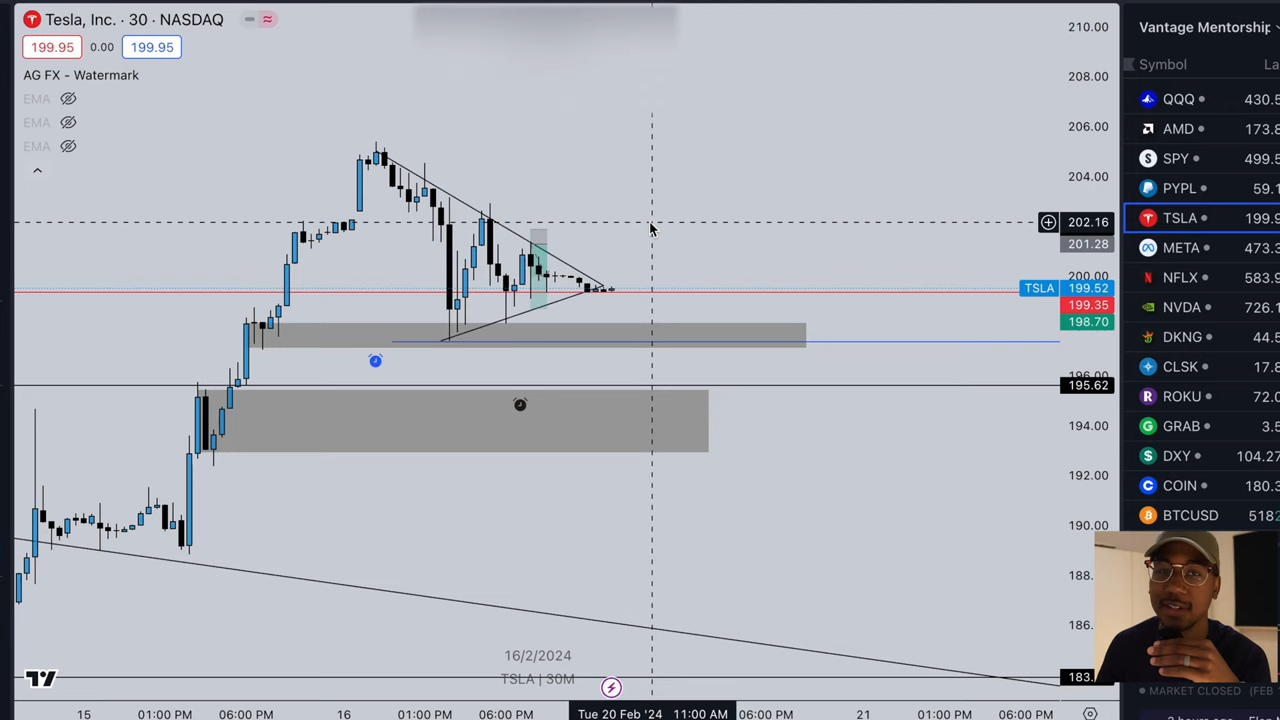 Tesla, Inc. · 30 · NASDAQ
199.95 0.00 199.95
AG FX - Watermark
EMA
EMA
EMA
210.00
208.00
206.00
204.00
202.16
201.28
200.00
TSLA 199.52
199.35
198.70
196.00
195.62
194.00
192.00
190.00
188.
186.
183.
16/2/2024
TSLA | 30M
15 01:00 PM 06:00 PM 16 01:00 PM 06:00 PM Tue 20 Feb '24 11:00 AM 06:00 PM 21 01:00 PM 06:00 PM
Vantage Mentorship
Symbol La
QQQ 430.5
AMD 173.8
SPY 499.5
PYPL 59.1
TSLA 199.9
META 473.3
NFLX 583.9
NVDA 726.1
DKNG 44.5
CLSK 17.8
ROKU 72.0
GRAB 3.5
DXY 104.27
COIN 180.3
BTCUSD 5182
MARKET CLOSED (FEB